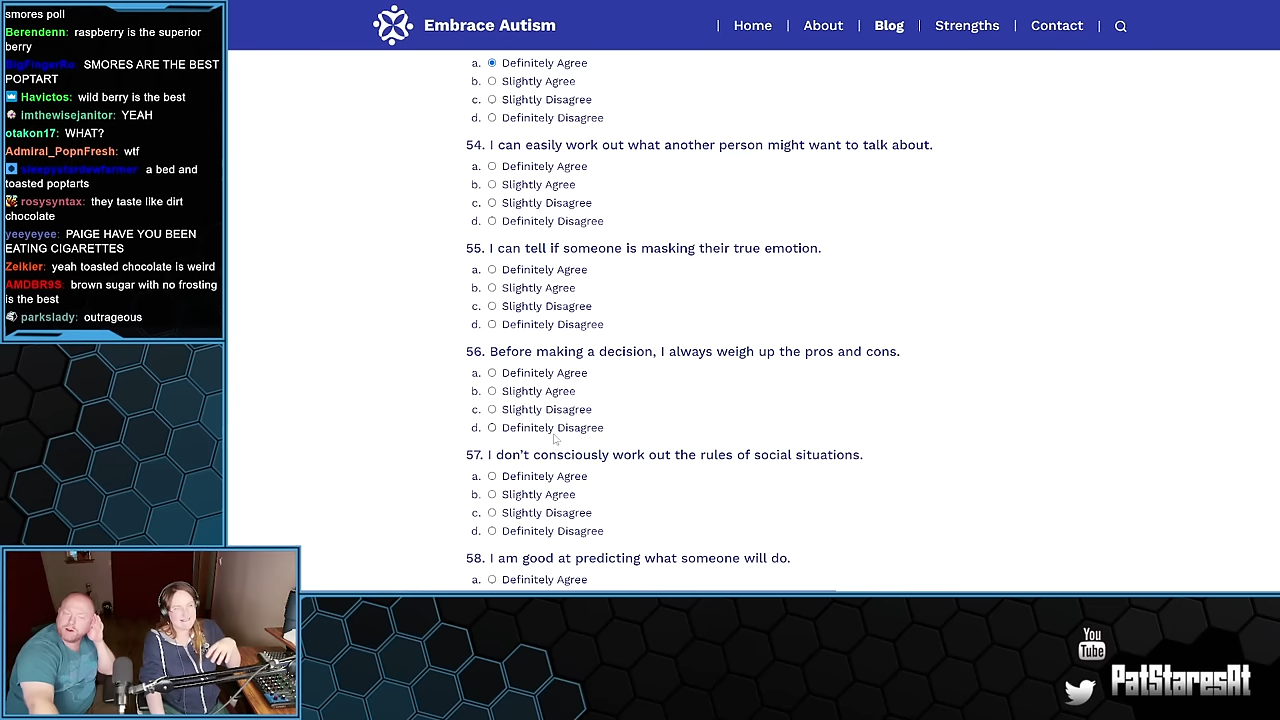 smores poll
Berendenn: raspberry is the superior
berry
BigFingerRo: SMORES ARE THE BEST
POPTART
Havictos: wild berry is the best
Imthewisejanitor: YEAH
otakon17: WHAT?
Admiral_PopnFresh: wtf
sleepystardewfarmer: a bed and
toasted poptarts
rosysyntax: they taste like dirt
chocolate
yeeyeyee: PAIGE HAVE YOU BEEN
EATING CIGARETTES
Zelkier: yeah toasted chocolate is weird
AMDBR9S: brown sugar with no frosting
is the best
parkslady: outrageous
Embrace Autism
| Home | About | Blog | Strengths | Contact |
a. Definitely Agree
b. Slightly Agree
c. Slightly Disagree
d. Definitely Disagree
54. I can easily work out what another person might want to talk about.
a. Definitely Agree
b. Slightly Agree
c. Slightly Disagree
d. Definitely Disagree
55. I can tell if someone is masking their true emotion.
a. Definitely Agree
b. Slightly Agree
c. Slightly Disagree
d. Definitely Disagree
56. Before making a decision, I always weigh up the pros and cons.
a. Definitely Agree
b. Slightly Agree
c. Slightly Disagree
d. Definitely Disagree
57. I don't consciously work out the rules of social situations.
a. Definitely Agree
b. Slightly Agree
c. Slightly Disagree
d. Definitely Disagree
58. I am good at predicting what someone will do.
a. Definitely Agree
You
Tube
PatStaresAt